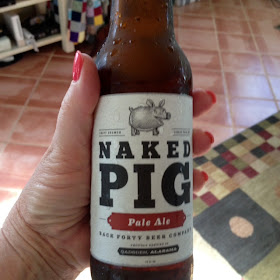 NAKED
PIG
Pale Ale
BACK FORTY BEER COMPANY
GADSDEN, ALABAMA